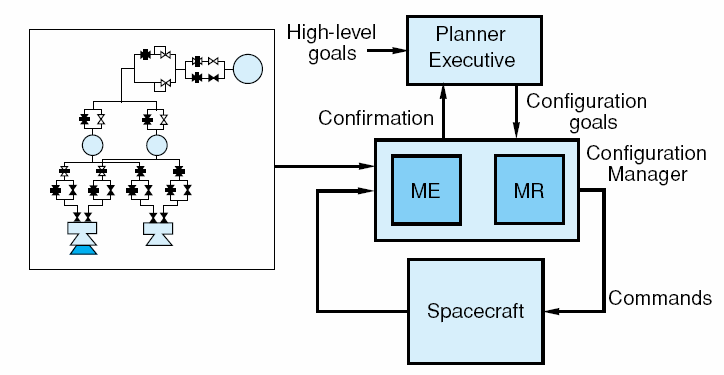 High-level
goals
Planner
Executive
Confirmation
Configuration
goals
Configuration
Manager
ME
MR
Spacecraft
Commands